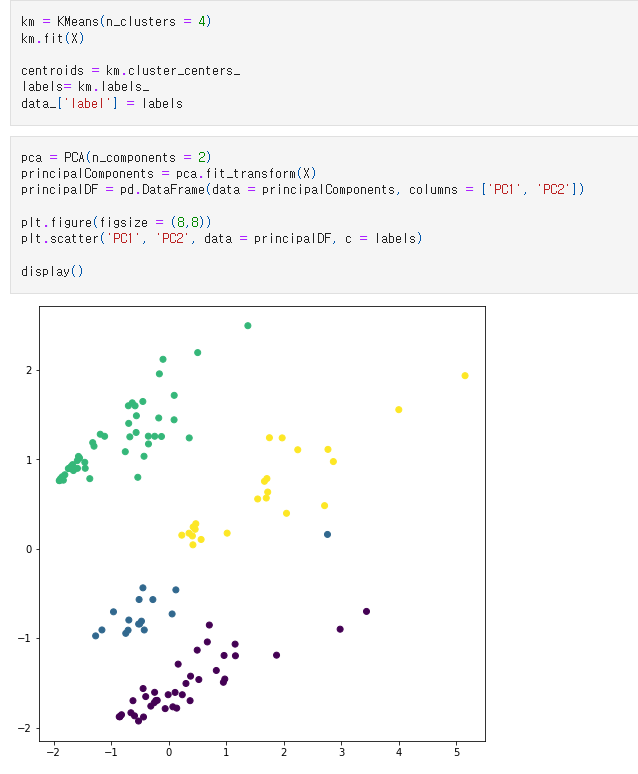 km = KMeans(n_clusters = 4)
km.fit(X)
centroids = km.cluster_centers_
labels= km.labels_
data_['label'] = labels
pca = PCA(n_components = 2)
principalComponents = pca.fit_transform(X)
principalDF = pd.DataFrame(data = principalComponents, columns = ['PC1', 'PC2'])
plt.figure(figsize = (8,8))
plt.scatter('PC1', 'PC2', data = principalDF, c = labels)
display()
2
1
0
−1
−2
−2 −1 0 1 2 3 4 5